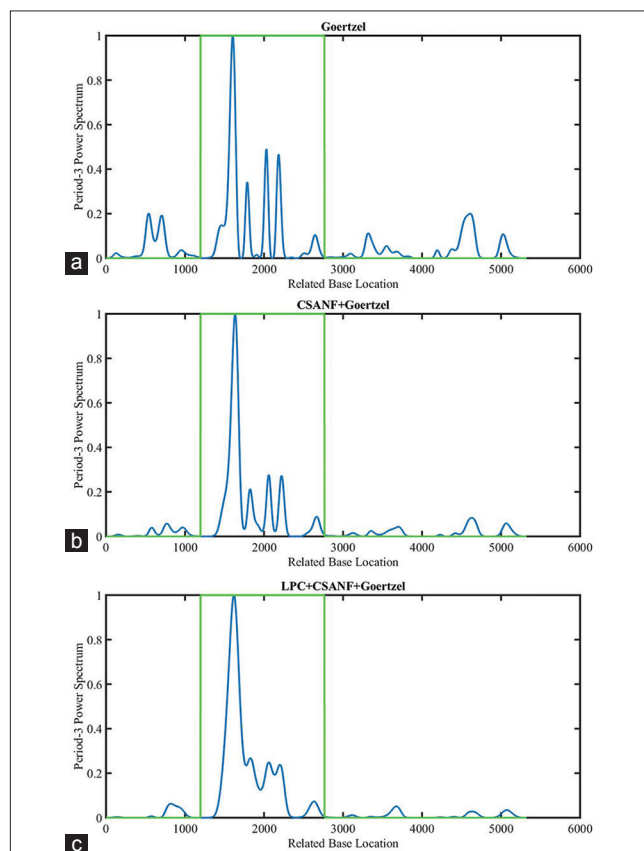 Goertzel
Period-3 Power Spectrum
1
0.8
0.6
0.4
0.2
0
0 1000 2000 3000 4000 5000 6000
Related Base Location
a
CSANF+Goertzel
Period-3 Power Spectrum
1
0.8
0.6
0.4
0.2
0
0 1000 2000 3000 4000 5000 6000
Related Base Location
b
LPC+CSANF+Goertzel
Period-3 Power Spectrum
1
0.8
0.6
0.4
0.2
0
0 1000 2000 3000 4000 5000 6000
Related Base Location
c